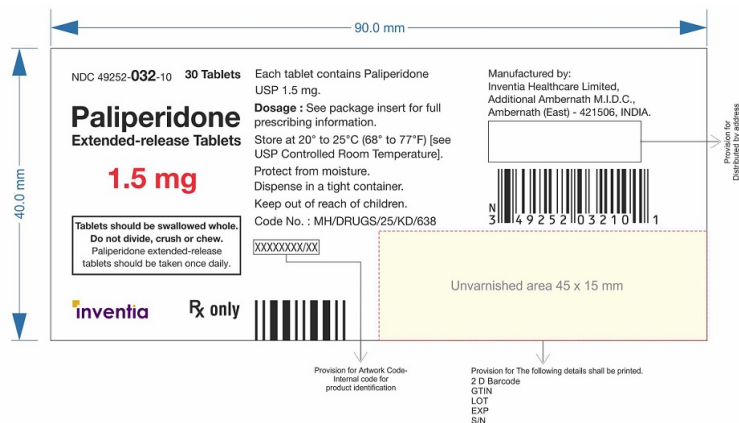 90.0 mm
40.0 mm
NDC 49252-032-10 30 Tablets
Paliperidone
Extended-release Tablets
1.5 mg
Tablets should be swallowed whole.
Do not divide, crush or chew.
Paliperidone extended-release
tablets should be taken once daily.
inventia
Rx only
Each tablet contains Paliperidone
USP 1.5 mg.
Dosage : See package insert for full
prescribing information.
Store at 20° to 25°C (68° to 77°F) [see
USP Controlled Room Temperature].
Protect from moisture.
Dispense in a tight container.
Keep out of reach of children.
Code No. : MH/DRUGS/25/KD/638
XXXXXXXX/XX
Manufactured by:
Inventia Healthcare Limited,
Additional Ambernath M.I.D.C.,
Ambernath (East) - 421506, INDIA.
N
3 49252 03210 1
Unvarnished area 45 x 15 mm
Provision for
Distributed by address
Provision for Artwork Code-
Internal code for
product identification
Provision for The following details shall be printed.
2 D Barcode
GTIN
LOT
EXP
S/N